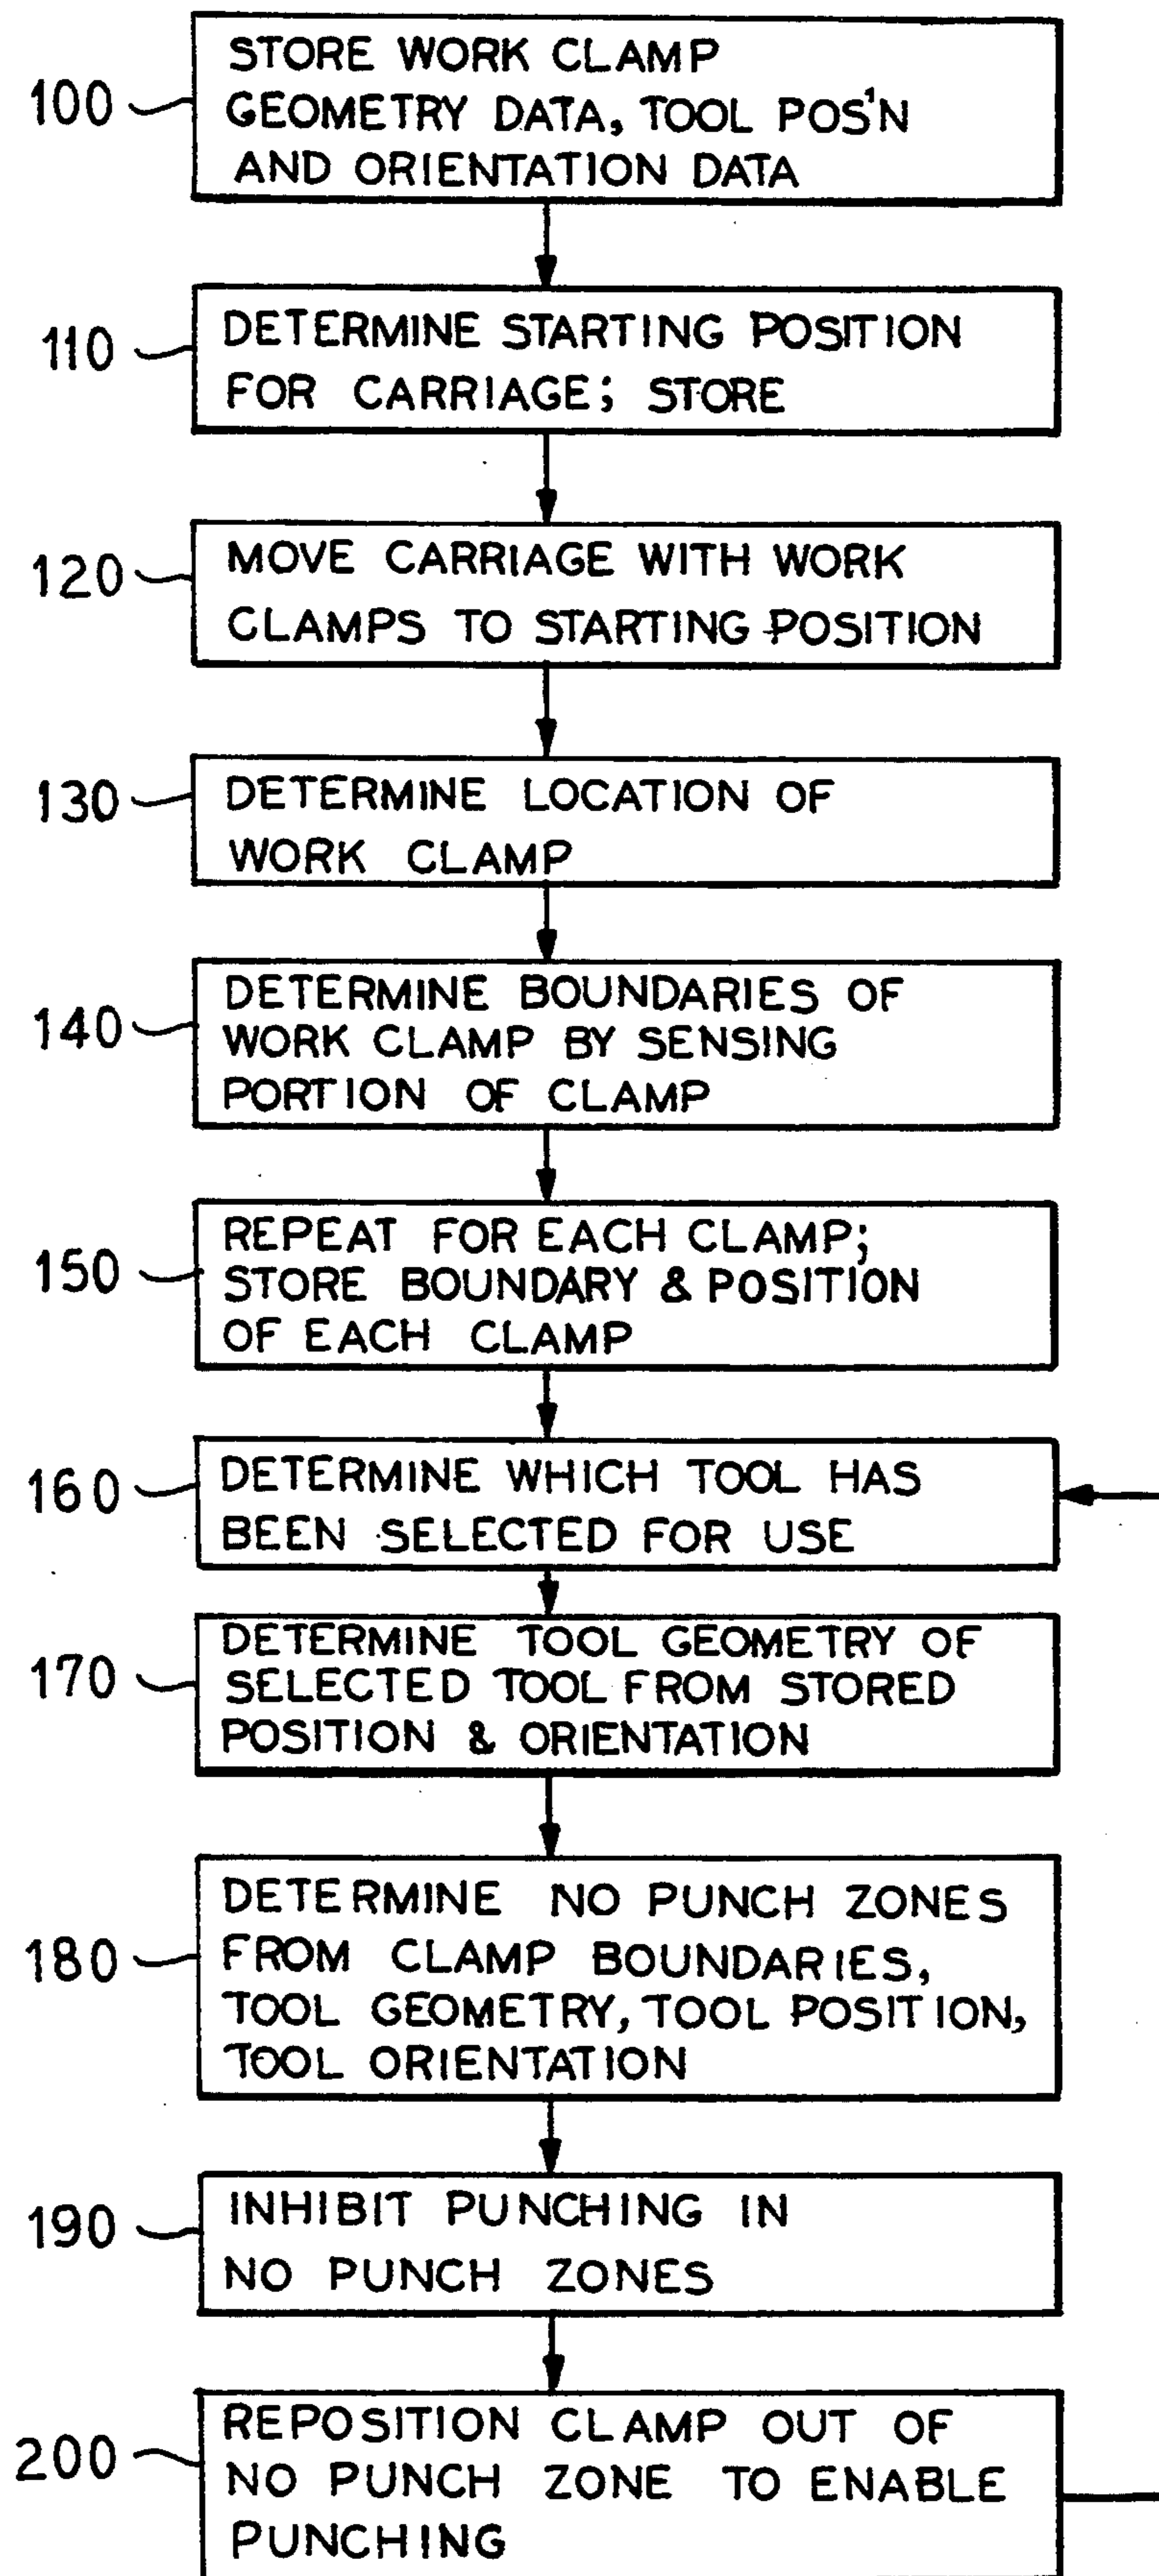 100
STORE WORK CLAMP
GEOMETRY DATA, TOOL POS'N
AND ORIENTATION DATA
110
DETERMINE STARTING POSITION
FOR CARRIAGE; STORE
120
MOVE CARRIAGE WITH WORK
CLAMPS TO STARTING POSITION
130
DETERMINE LOCATION OF
WORK CLAMP
140
DETERMINE BOUNDARIES OF
WORK CLAMP BY SENSING
PORTION OF CLAMP
150
REPEAT FOR EACH CLAMP;
STORE BOUNDARY & POSITION
OF EACH CLAMP
160
DETERMINE WHICH TOOL HAS
BEEN SELECTED FOR USE
170
DETERMINE TOOL GEOMETRY OF
SELECTED TOOL FROM STORED
POSITION & ORIENTATION
180
DETERMINE NO PUNCH ZONES
FROM CLAMP BOUNDARIES,
TOOL GEOMETRY, TOOL POSITION,
TOOL ORIENTATION
190
INHIBIT PUNCHING IN
NO PUNCH ZONES
200
REPOSITION CLAMP OUT OF
NO PUNCH ZONE TO ENABLE
PUNCHING